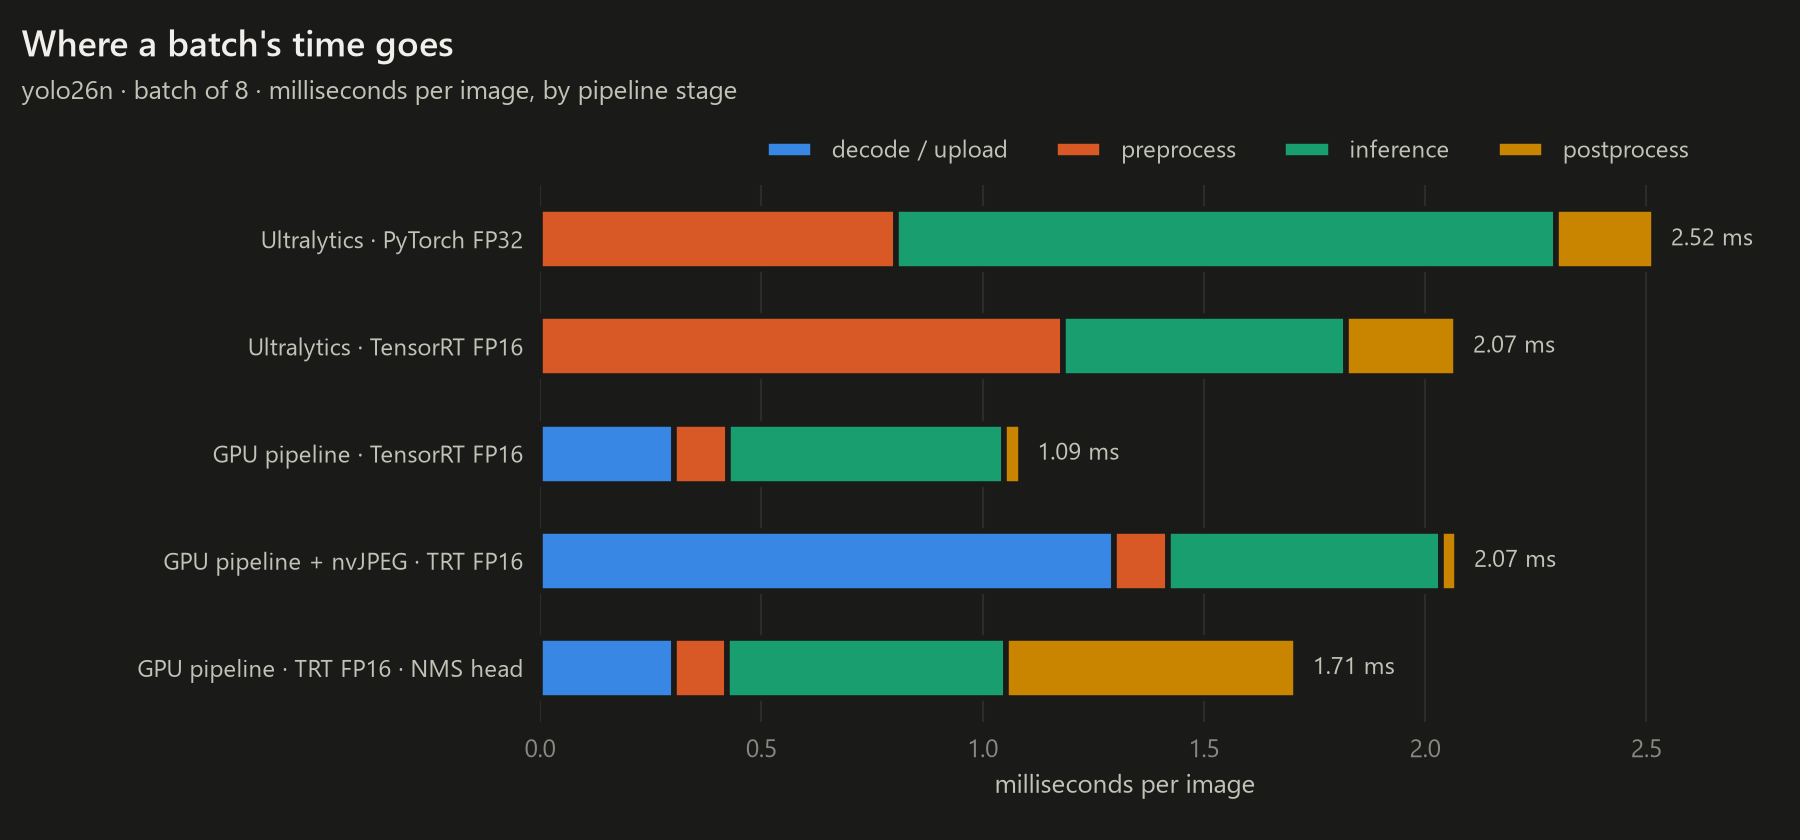 Where a batch's time goes
yolo26n · batch of 8 · milliseconds per image, by pipeline stage
decode / upload preprocess inference postprocess
Ultralytics · PyTorch FP32 2.52 ms
Ultralytics · TensorRT FP16 2.07 ms
GPU pipeline · TensorRT FP16 1.09 ms
GPU pipeline + nvJPEG · TRT FP16 2.07 ms
GPU pipeline · TRT FP16 · NMS head 1.71 ms
0.0 0.5 1.0 1.5 2.0 2.5
milliseconds per image